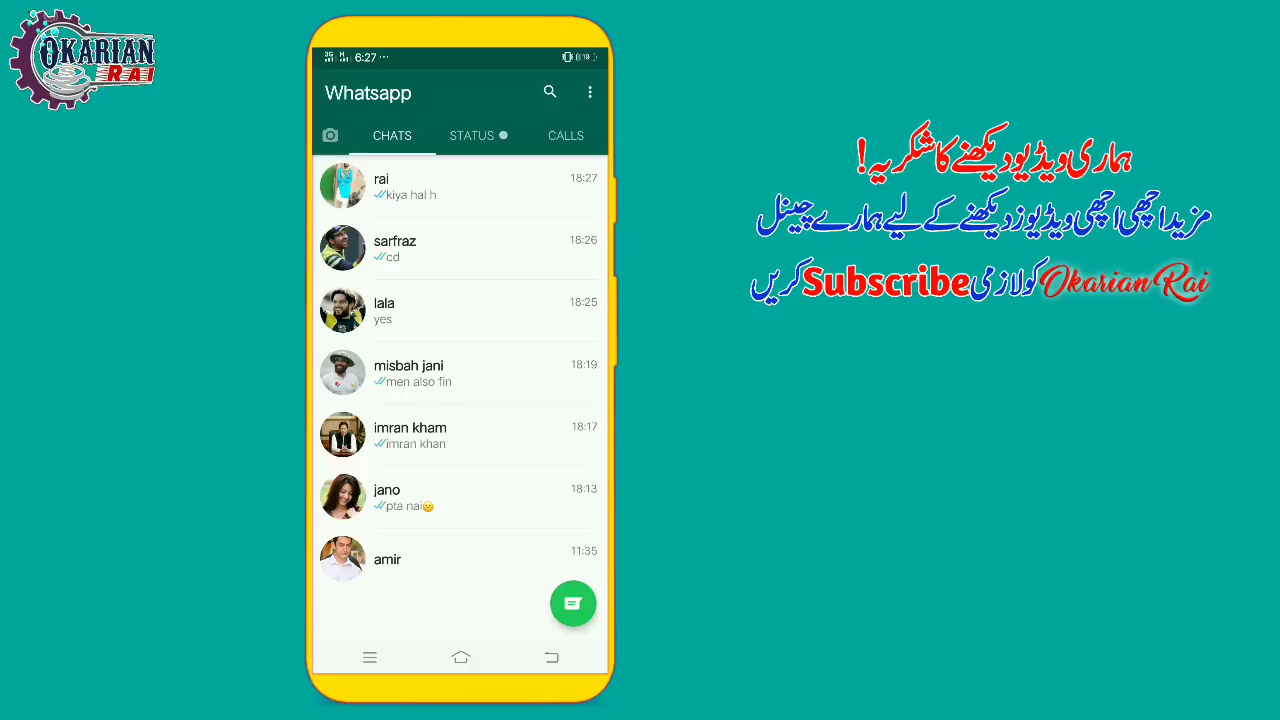 OKARIAN
RAI
3G H 6:27 ... 19
Whatsapp
CHATS STATUS CALLS
rai 18:27
kiya hal h
sarfraz 18:26
cd
lala 18:25
yes
misbah jani 18:19
men also fin
imran kham 18:17
imran khan
jano 18:13
pta nai😊
amir 11:35
ہماری ویڈیو دیکھنے کا شکریہ !
مزید اچھی اچھی ویڈیوز دیکھنے کے لیے ہمارے چینل
Okarian Rai کو لازمی Subscribe کریں